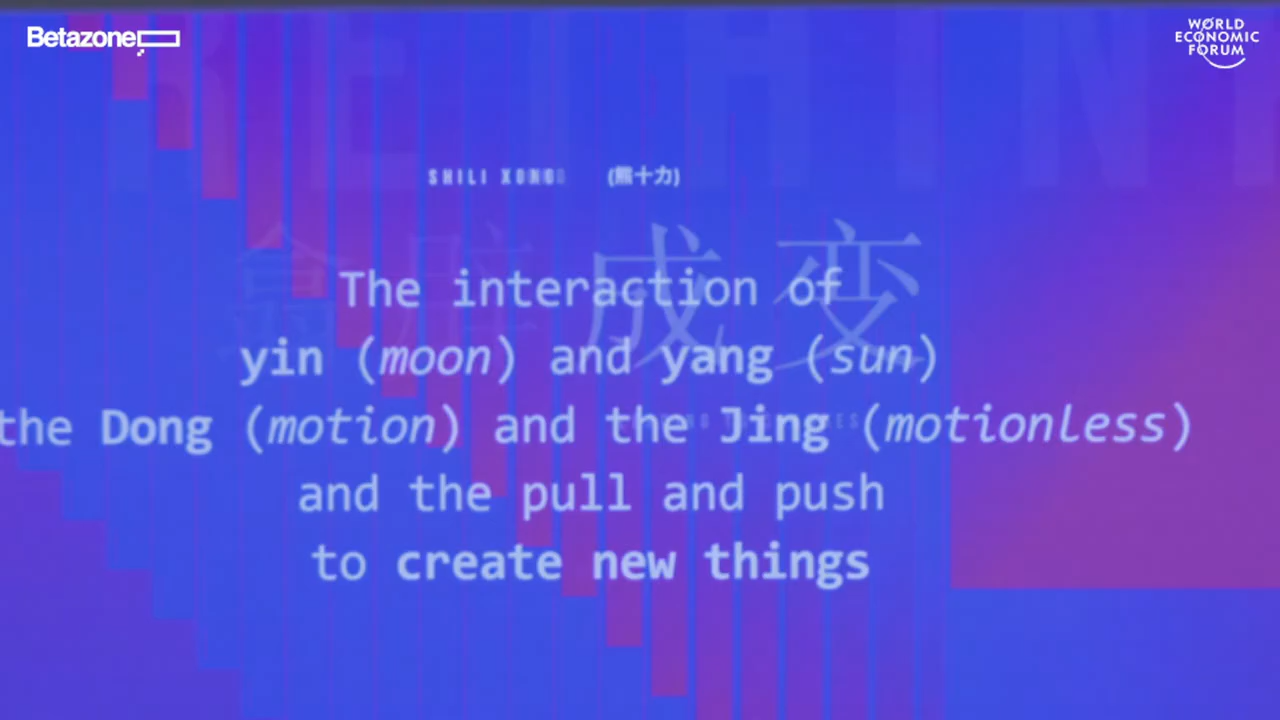 Betazone
WORLD
ECONOMIC
FORUM
SHILI XONG (熊十力)
成 变
The interaction of
yin (moon) and yang (sun)
the Dong (motion) and the Jing (motionless)
and the pull and push
to create new things